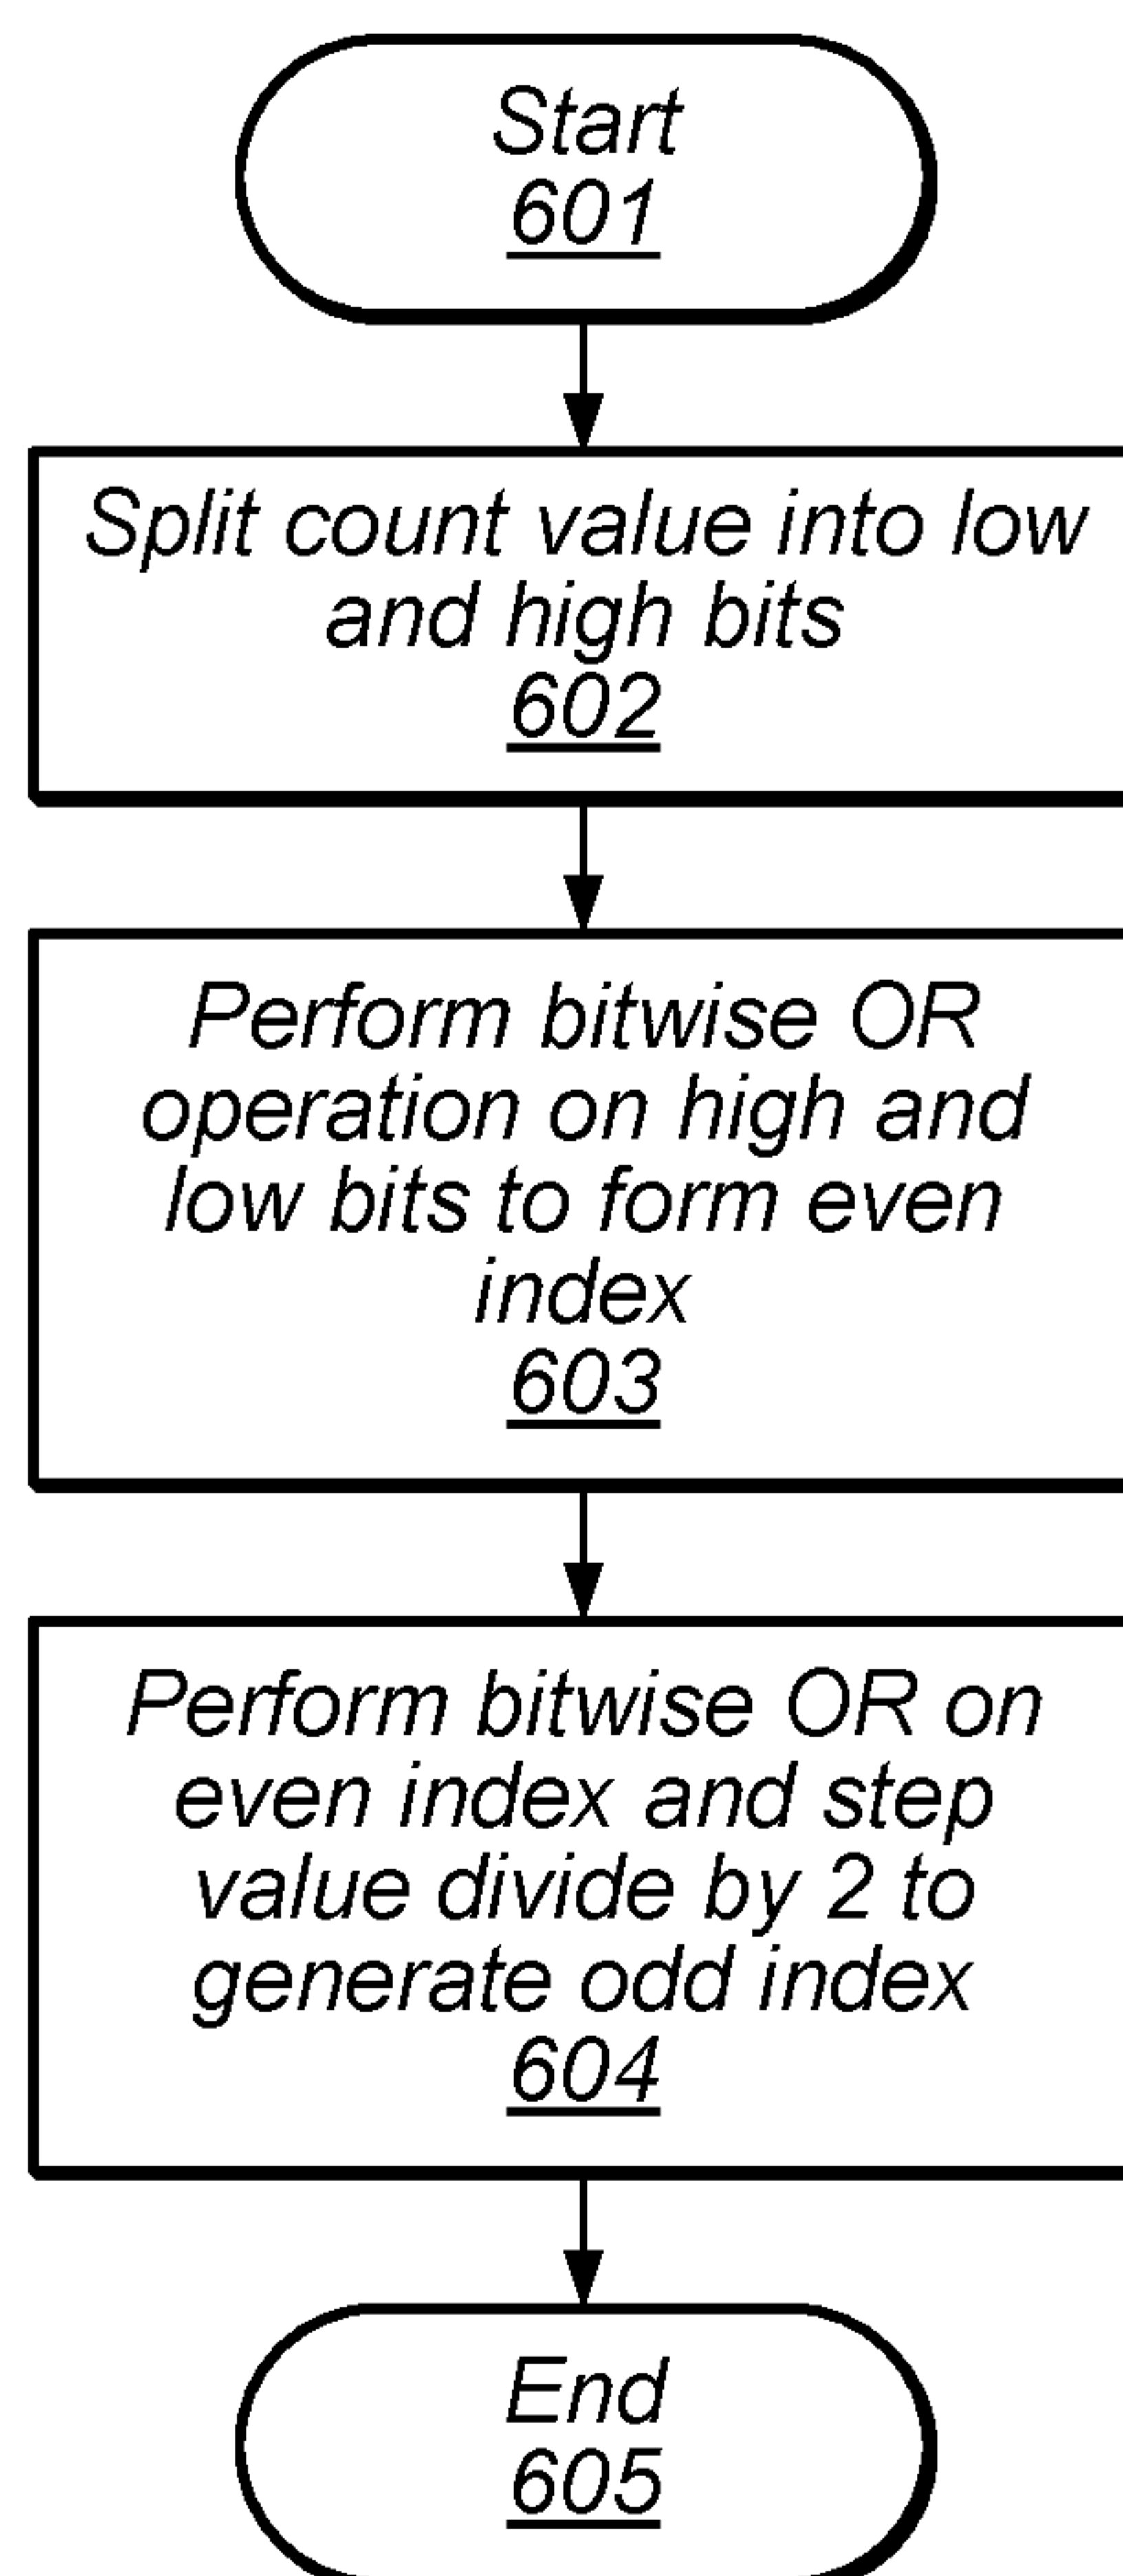 Start
601
Split count value into low
and high bits
602
Perform bitwise OR
operation on high and
low bits to form even
index
603
Perform bitwise OR on
even index and step
value divide by 2 to
generate odd index
604
End
605